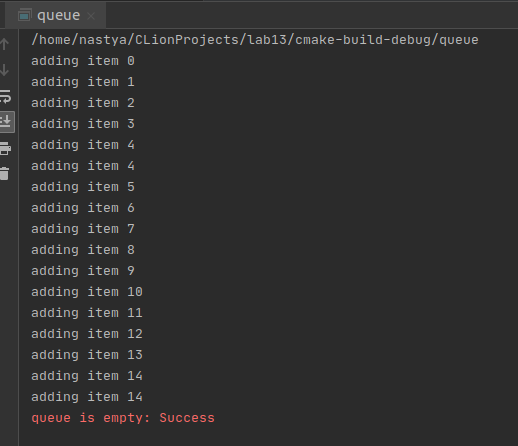 queue
/home/nastya/CLionProjects/lab13/cmake-build-debug/queue
adding item 0
adding item 1
adding item 2
adding item 3
adding item 4
adding item 4
adding item 5
adding item 6
adding item 7
adding item 8
adding item 9
adding item 10
adding item 11
adding item 12
adding item 13
adding item 14
adding item 14
queue is empty: Success